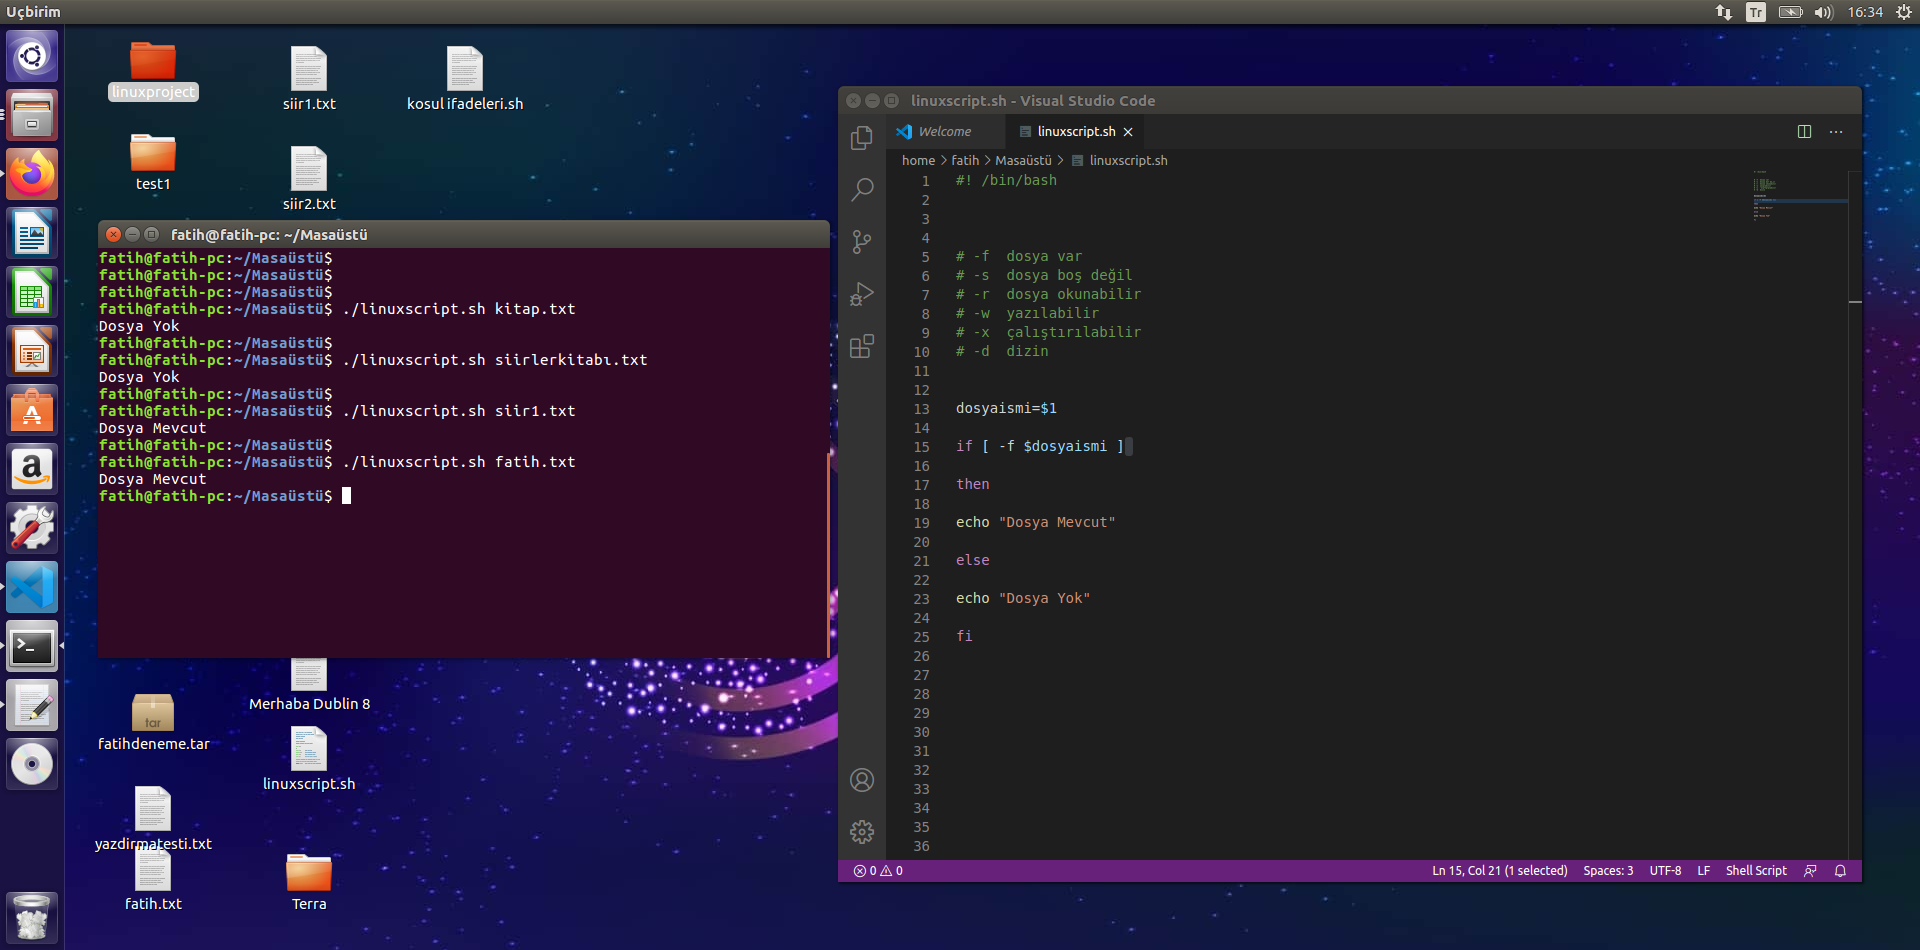 Uçbirim
Tr
16:34
linuxproject
siir1.txt
kosul ifadeleri.sh
test1
siir2.txt
fatih@fatih-pc: ~/Masaüstü
fatih@fatih-pc:~/Masaüstü$
fatih@fatih-pc:~/Masaüstü$
fatih@fatih-pc:~/Masaüstü$
fatih@fatih-pc:~/Masaüstü$ ./linuxscript.sh kitap.txt
Dosya Yok
fatih@fatih-pc:~/Masaüstü$
fatih@fatih-pc:~/Masaüstü$ ./linuxscript.sh siirlerkitabı.txt
Dosya Yok
fatih@fatih-pc:~/Masaüstü$
fatih@fatih-pc:~/Masaüstü$ ./linuxscript.sh siir1.txt
Dosya Mevcut
fatih@fatih-pc:~/Masaüstü$
fatih@fatih-pc:~/Masaüstü$ ./linuxscript.sh fatih.txt
Dosya Mevcut
fatih@fatih-pc:~/Masaüstü$
tar
fatihdeneme.tar
Merhaba Dublin 8
linuxscript.sh
yazdirmatesti.txt
fatih.txt
Terra
linuxscript.sh - Visual Studio Code
Welcome
linuxscript.sh
home > fatih > Masaüstü > linuxscript.sh
1 #! /bin/bash
2
3
4
5 # -f  dosya var
6 # -s  dosya boş değil
7 # -r  dosya okunabilir
8 # -w  yazılabilir
9 # -x  çalıştırılabilir
10 # -d  dizin
11
12
13 dosyaismi=$1
14
15 if [ -f $dosyaismi ]
16
17 then
18
19 echo "Dosya Mevcut"
20
21 else
22
23 echo "Dosya Yok"
24
25 fi
26
27
28
29
30
31
32
33
34
35
36
0 0
Ln 15, Col 21 (1 selected) Spaces: 3 UTF-8 LF Shell Script